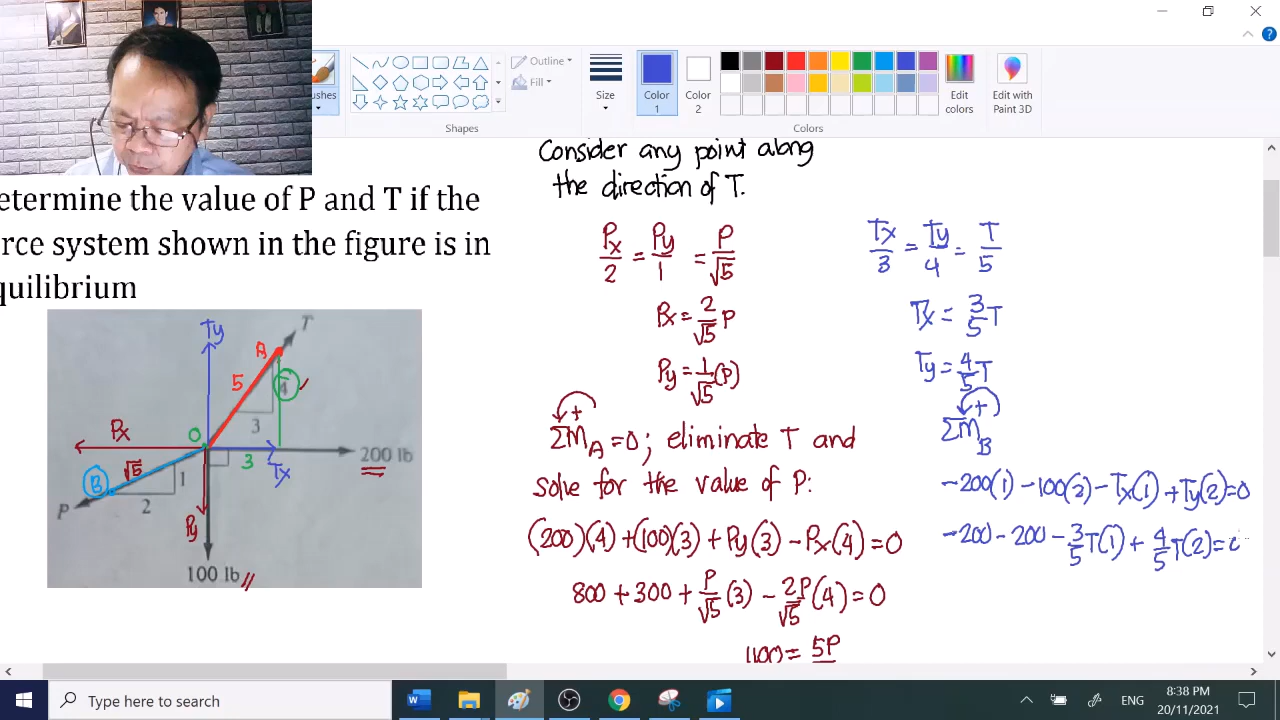 Outline
Fill
Size
Color 1
Color 2
Edit colors
Edit with Paint 3D
Shapes
Colors
etermine the value of P and T if the
orce system shown in the figure is in
quilibrium
Ty
T
A
5
4
3
Px
O
3
Tx
200 lb
B
√5
1
2
P
Py
100 lb
Consider any point along
the direction of T.
Px/2 = Py/1 = P/√5
Px = 2/√5 P
Py = 1/√5 (P)
+
ΣM_A = 0; eliminate T and
solve for the value of P:
(200)(4) + (100)(3) + Py(3) - Px(4) = 0
800 + 300 + P/√5 (3) - 2P/√5 (4) = 0
1100 = 5P
Tx/3 = Ty/4 = T/5
Tx = 3/5 T
Ty = 4/5 T
+
ΣM_B
-200(1) - 100(2) - Tx(1) + Ty(2) = 0
-200 - 200 - 3/5 T(1) + 4/5 T(2) = 0
Type here to search
ENG
8:38 PM
20/11/2021